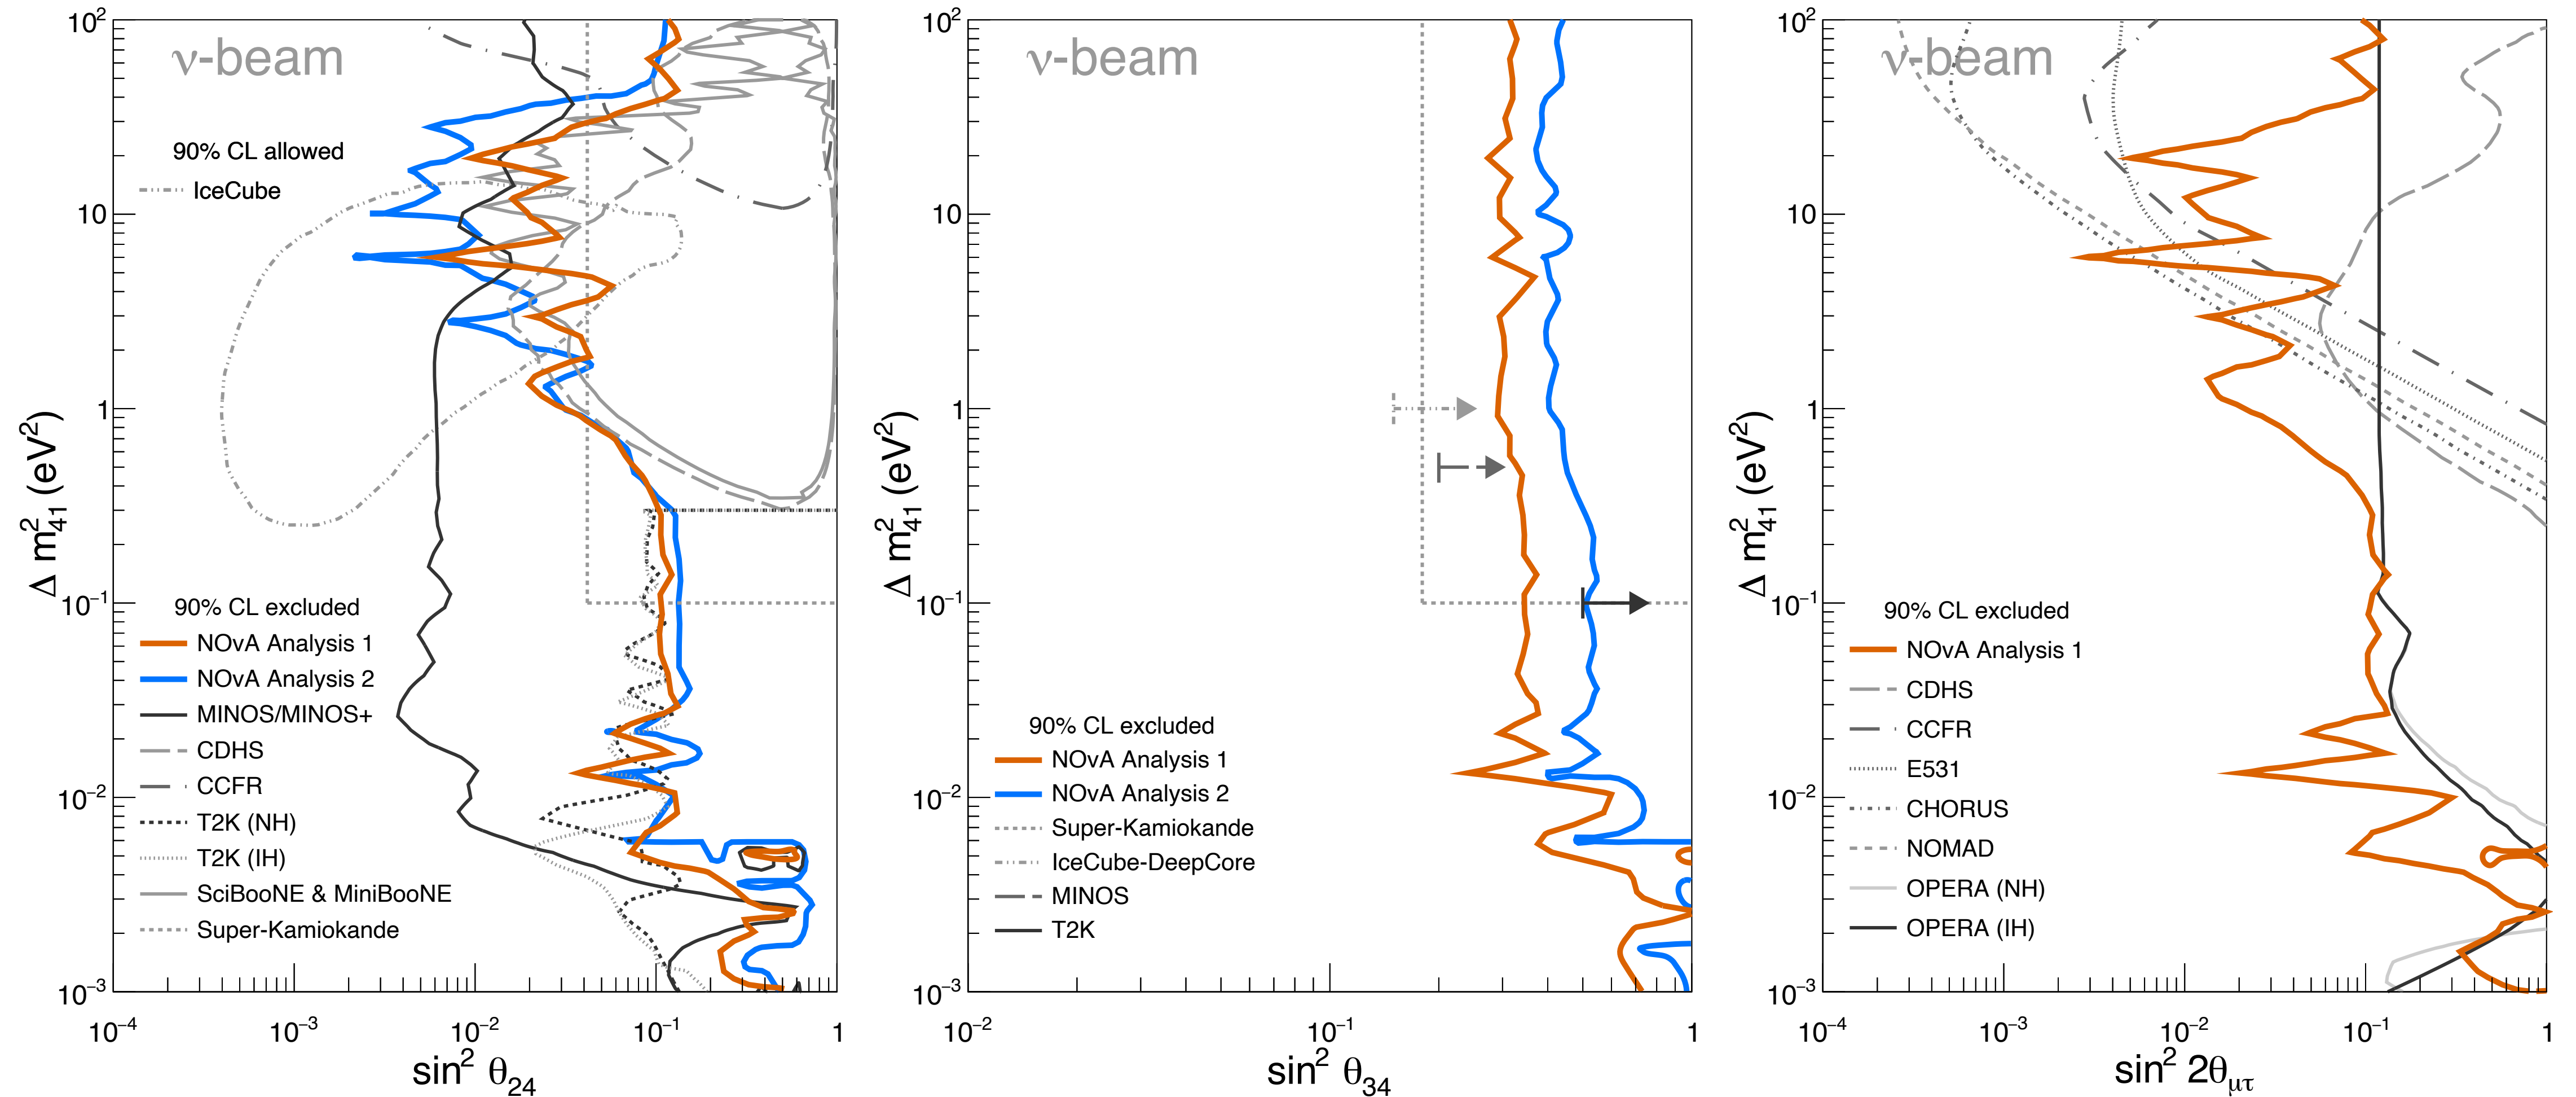 ν-beam
90% CL allowed
IceCube
90% CL excluded
NOvA Analysis 1
NOvA Analysis 2
MINOS/MINOS+
CDHS
CCFR
T2K (NH)
T2K (IH)
SciBooNE & MiniBooNE
Super-Kamiokande
10²
10
1
10⁻¹
10⁻²
10⁻³
Δ m²₄₁ (eV²)
10⁻⁴ 10⁻³ 10⁻² 10⁻¹ 1
sin² θ₂₄
ν-beam
90% CL excluded
NOvA Analysis 1
NOvA Analysis 2
Super-Kamiokande
IceCube-DeepCore
MINOS
T2K
10²
10
1
10⁻¹
10⁻²
10⁻³
Δ m²₄₁ (eV²)
10⁻² 10⁻¹ 1
sin² θ₃₄
ν-beam
90% CL excluded
NOvA Analysis 1
CDHS
CCFR
E531
CHORUS
NOMAD
OPERA (NH)
OPERA (IH)
10²
10
1
10⁻¹
10⁻²
10⁻³
Δ m²₄₁ (eV²)
10⁻⁴ 10⁻³ 10⁻² 10⁻¹ 1
sin² 2θμτ